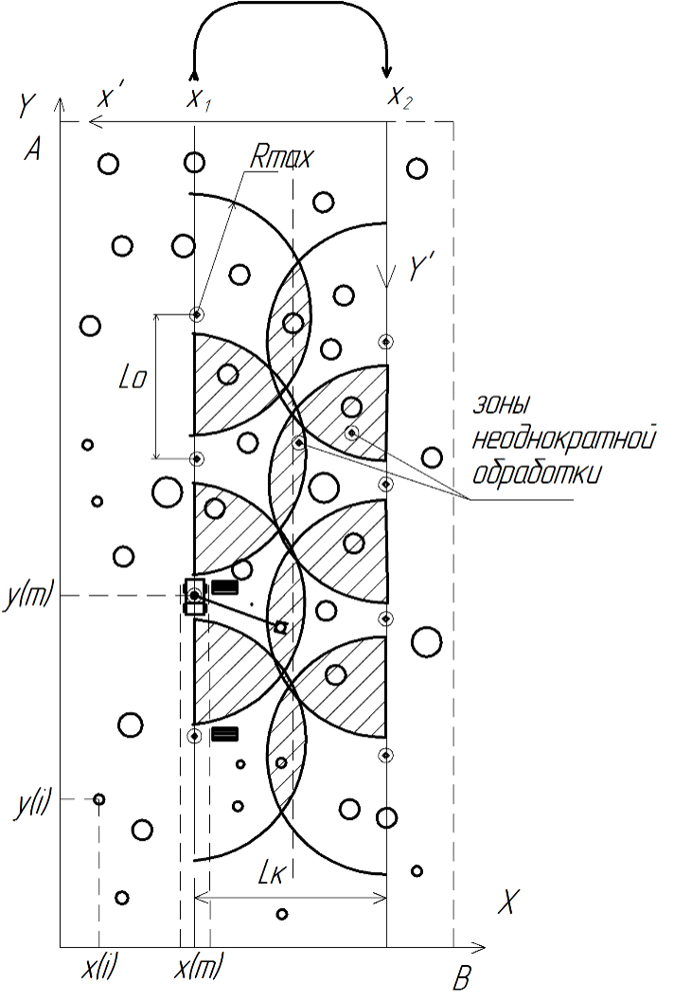 Y
x'
x₁
x₂
A
Rmax
Y'
Lo
зоны
неоднократной
обработки
y(m)
y(i)
Lк
X
x(i)
x(m)
B